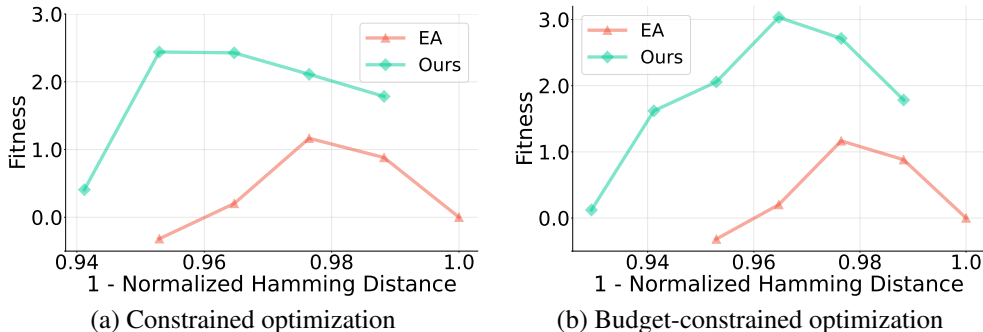 3.0
2.0
1.0
0.0
Fitness
EA
Ours
0.94 0.96 0.98 1.0
1 - Normalized Hamming Distance
(a) Constrained optimization
3.0
2.0
1.0
0.0
Fitness
EA
Ours
0.94 0.96 0.98 1.0
1 - Normalized Hamming Distance
(b) Budget-constrained optimization